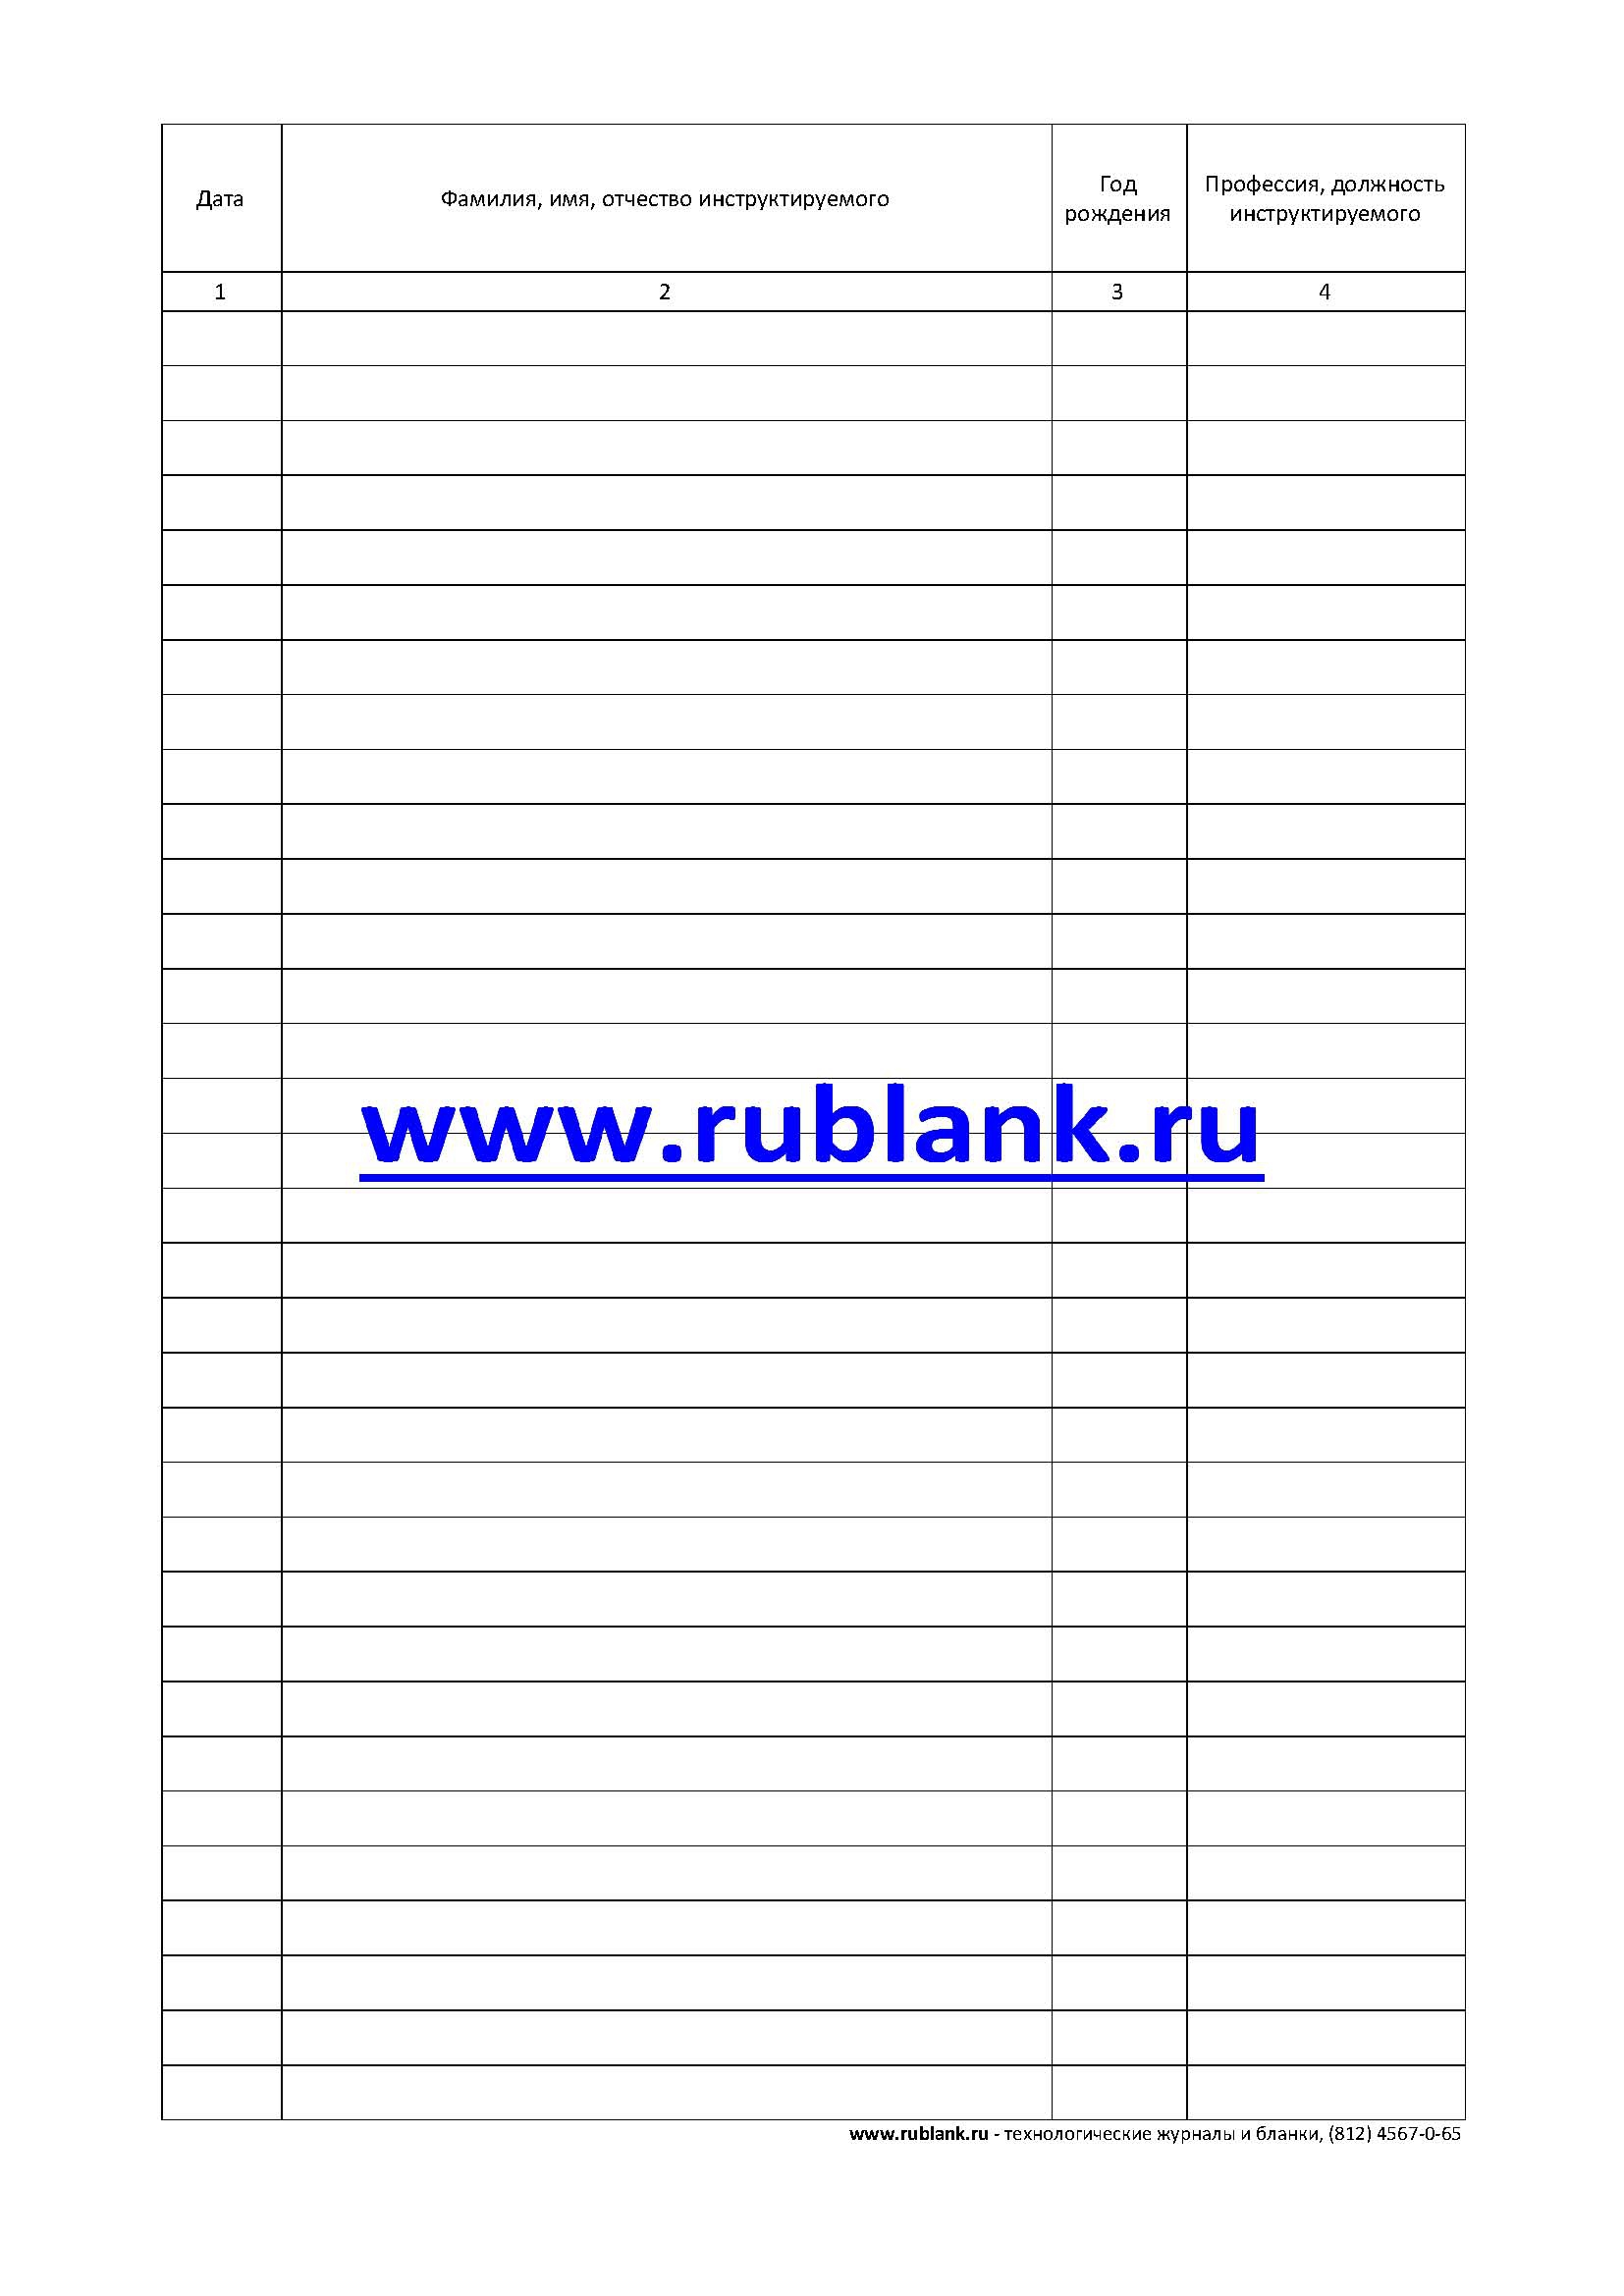 Дата
Фамилия, имя, отчество инструктируемого
Год
рождения
Профессия, должность
инструктируемого
1
2
3
4
www.rublank.ru
www.rublank.ru - технологические журналы и бланки, (812) 4567-0-65